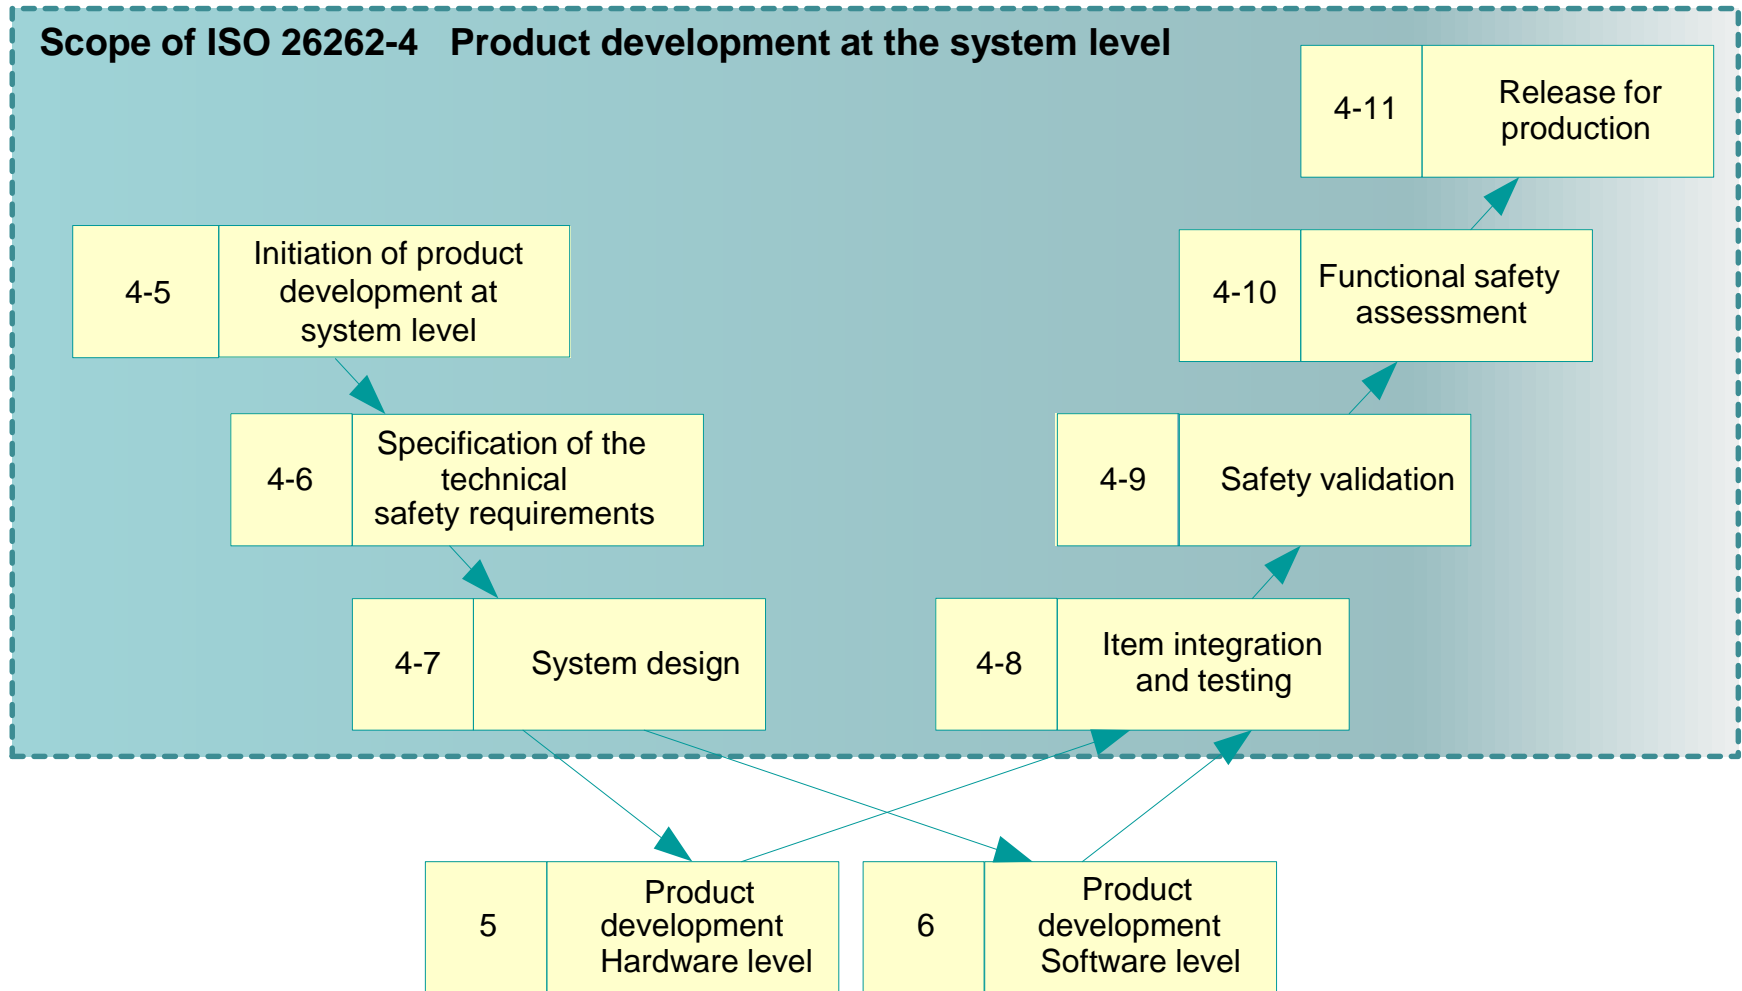 Scope of ISO 26262-4 Product development at the system level
4-11
Release for
production
4-5
Initiation of product
development at
system level
4-10
Functional safety
assessment
4-6
Specification of the
technical
safety requirements
4-9
Safety validation
4-7
System design
4-8
Item integration
and testing
5
Product
development
Hardware level
6
Product
development
Software level